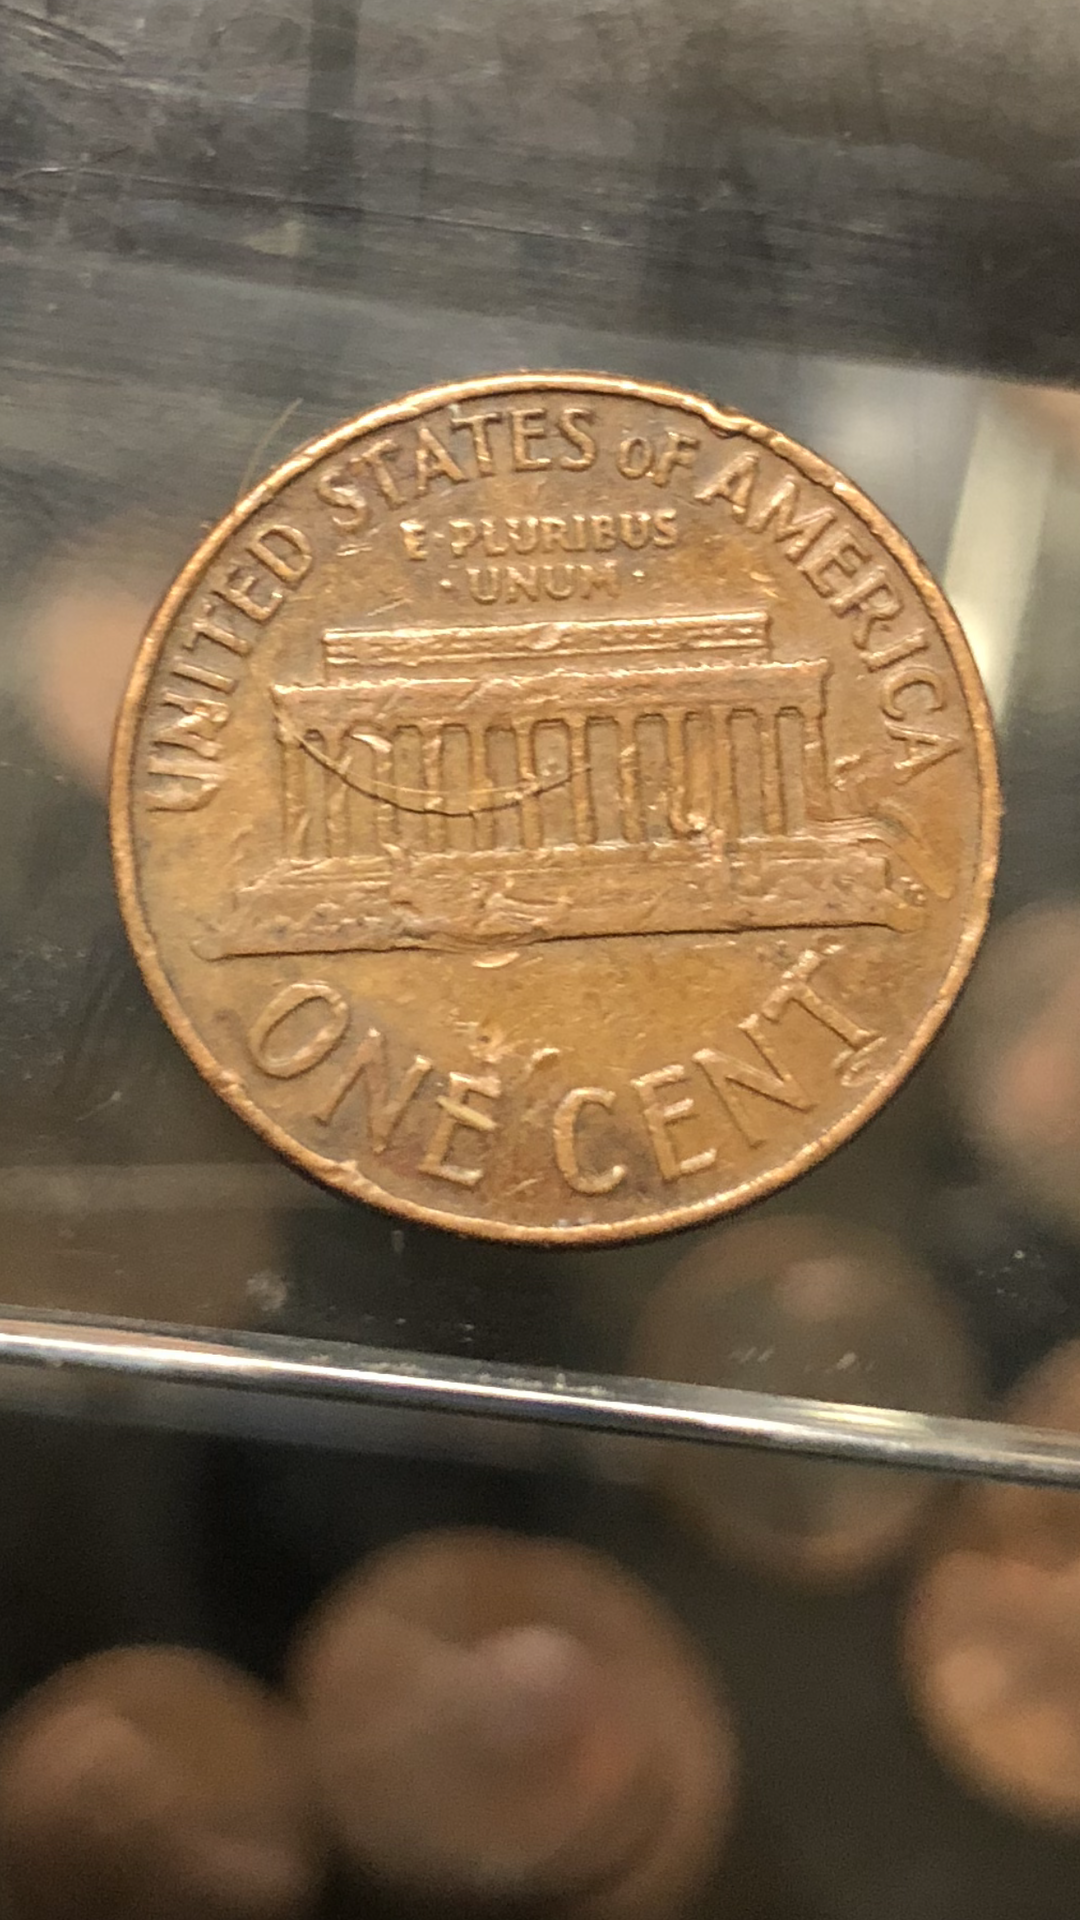 UNITED STATES OF AMERICA
E·PLURIBUS
·UNUM·
ONE CENT